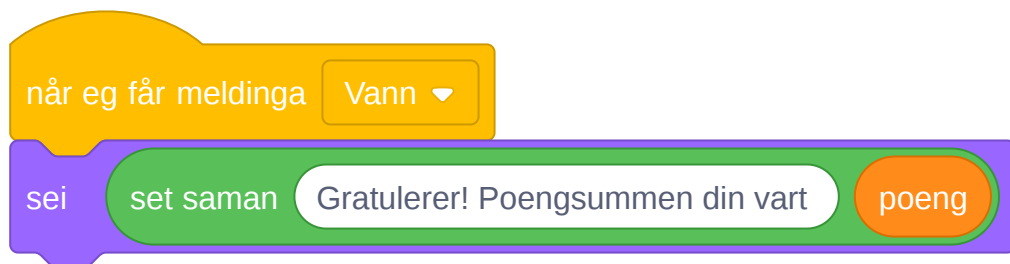 når eg får meldinga Vann
sei set saman Gratulerer! Poengsummen din vart poeng